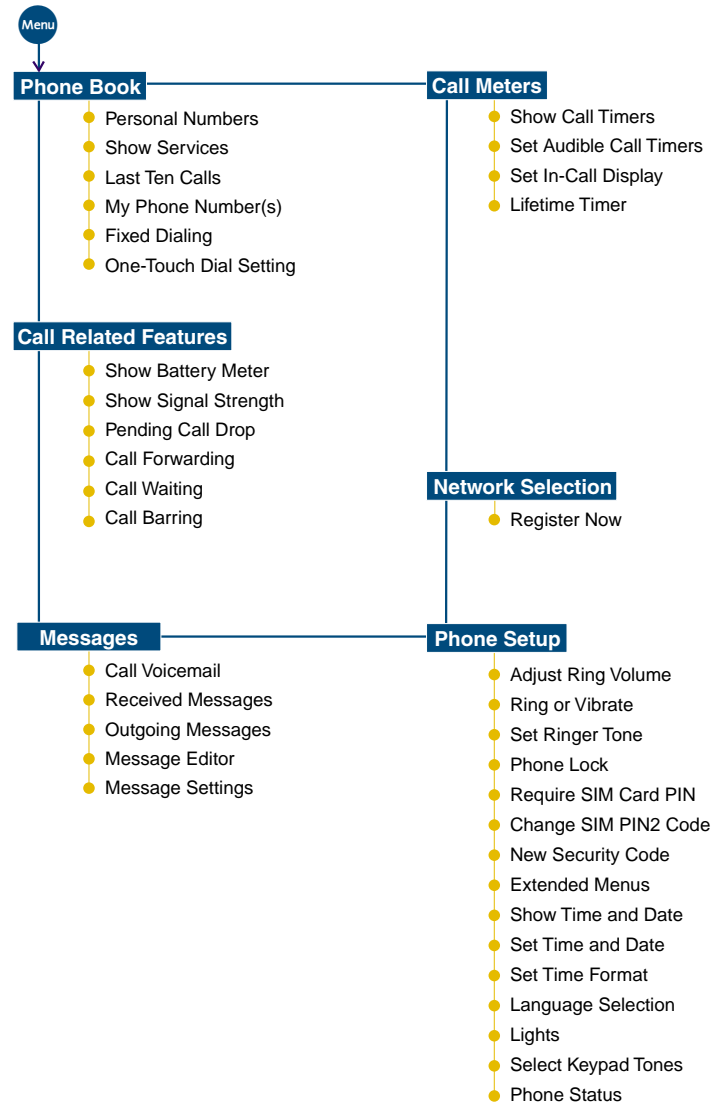 Menu
Phone Book
Personal Numbers
Show Services
Last Ten Calls
My Phone Number(s)
Fixed Dialing
One-Touch Dial Setting
Call Related Features
Show Battery Meter
Show Signal Strength
Pending Call Drop
Call Forwarding
Call Waiting
Call Barring
Messages
Call Voicemail
Received Messages
Outgoing Messages
Message Editor
Message Settings
Call Meters
Show Call Timers
Set Audible Call Timers
Set In-Call Display
Lifetime Timer
Network Selection
Register Now
Phone Setup
Adjust Ring Volume
Ring or Vibrate
Set Ringer Tone
Phone Lock
Require SIM Card PIN
Change SIM PIN2 Code
New Security Code
Extended Menus
Show Time and Date
Set Time and Date
Set Time Format
Language Selection
Lights
Select Keypad Tones
Phone Status